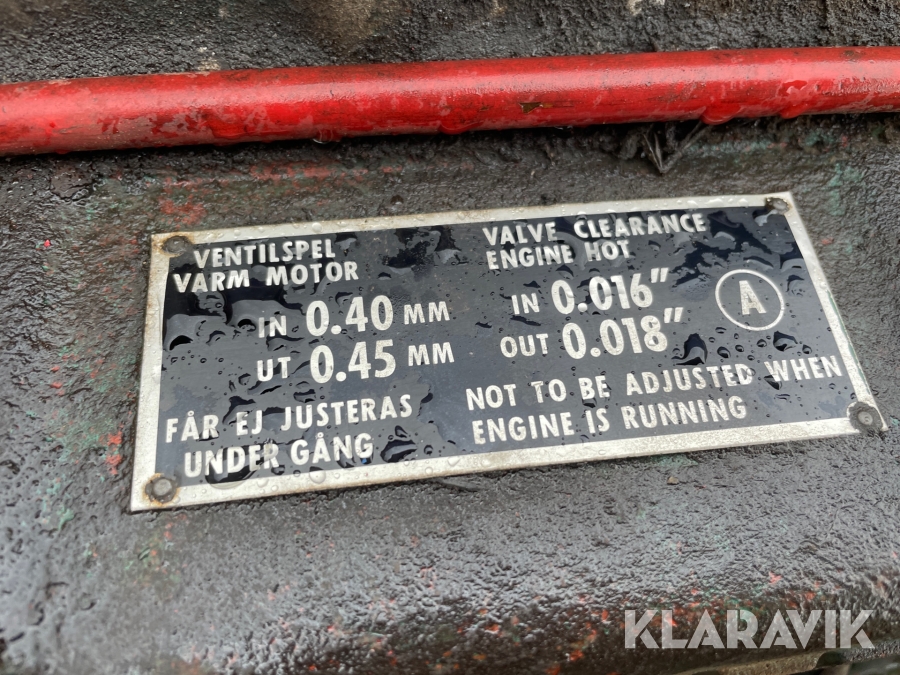 VENTILSPEL
VARM MOTOR
IN 0.40 MM
UT 0.45 MM
FÅR EJ JUSTERAS
UNDER GÅNG
VALVE CLEARANCE
ENGINE HOT
IN 0.016"
OUT 0.018"
A
NOT TO BE ADJUSTED WHEN
ENGINE IS RUNNING
KLARAVIK